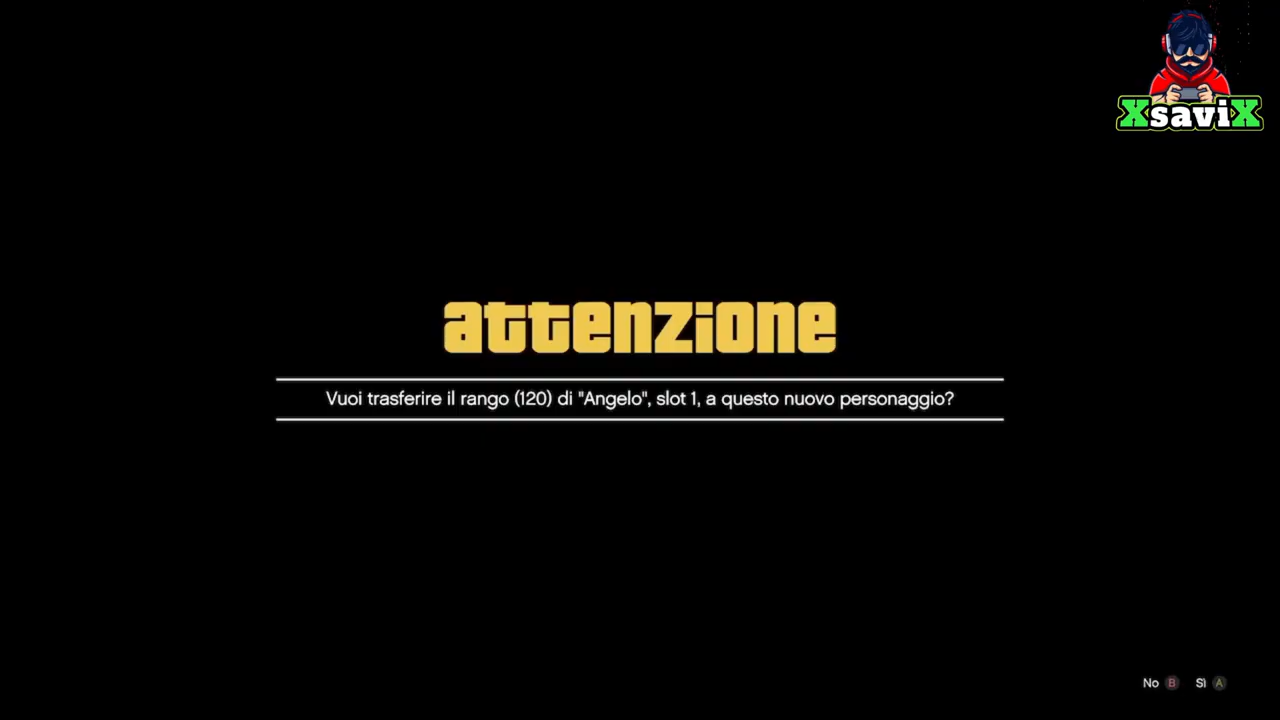 XsaviX
attenzione
Vuoi trasferire il rango (120) di "Angelo", slot 1, a questo nuovo personaggio?
No B Sì A